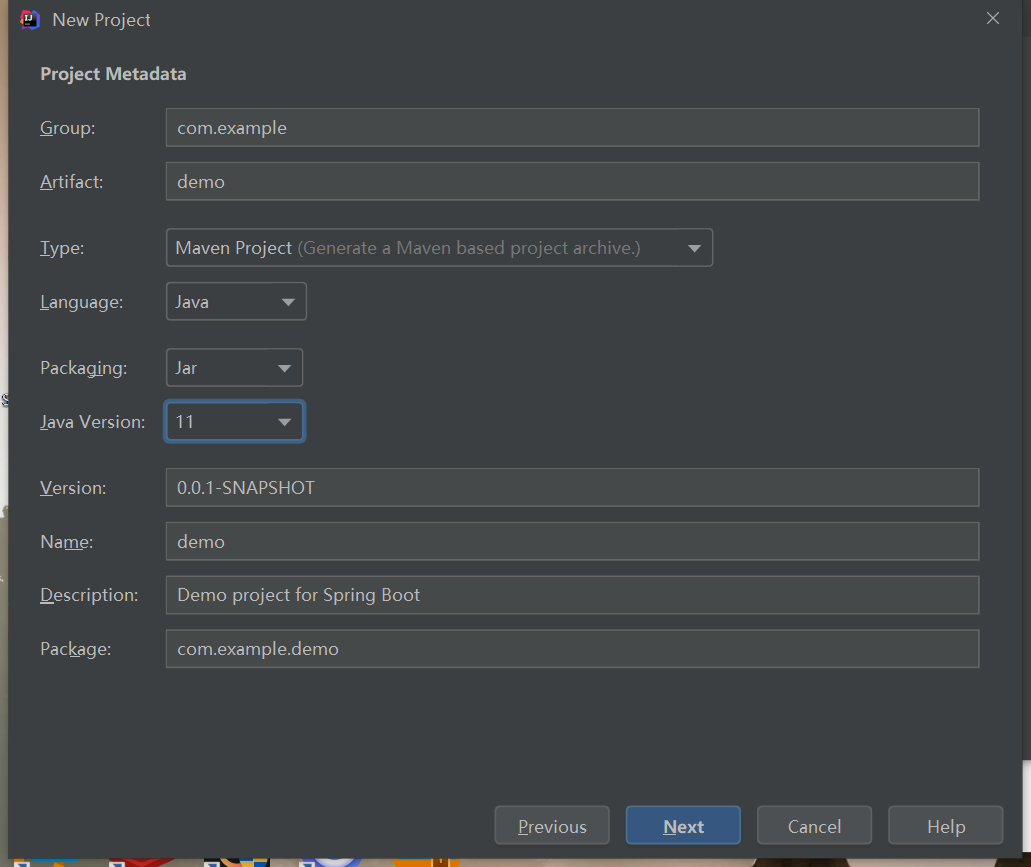 New Project
Project Metadata
Group: com.example
Artifact: demo
Type: Maven Project (Generate a Maven based project archive.)
Language: Java
Packaging: Jar
Java Version: 11
Version: 0.0.1-SNAPSHOT
Name: demo
Description: Demo project for Spring Boot
Package: com.example.demo
Previous Next Cancel Help